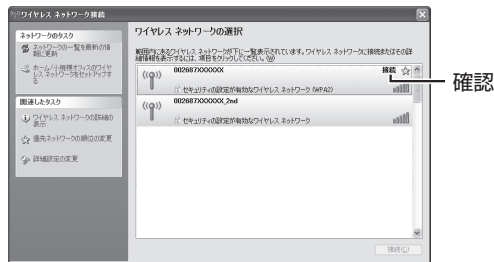 ワイヤレス ネットワーク接続
ネットワークのタスク
ネットワークの一覧を最新の情
報に更新
ホーム/小規模オフィスのワイヤ
レス ネットワークをセットアップす
る
関連したタスク
ワイヤレス ネットワークの詳細の
表示
優先ネットワークの順位の変更
詳細設定の変更
ワイヤレス ネットワークの選択
範囲内にあるワイヤレス ネットワークが下に一覧表示されています。ワイヤレス ネットワークに接続またはその詳
細情報を表示するには、項目をクリックしてください。(W)
002687XXXXXX 接続
セキュリティの設定が有効なワイヤレス ネットワーク (WPA2)
002687XXXXXX_2nd
セキュリティの設定が有効なワイヤレス ネットワーク
接続(C)
確認